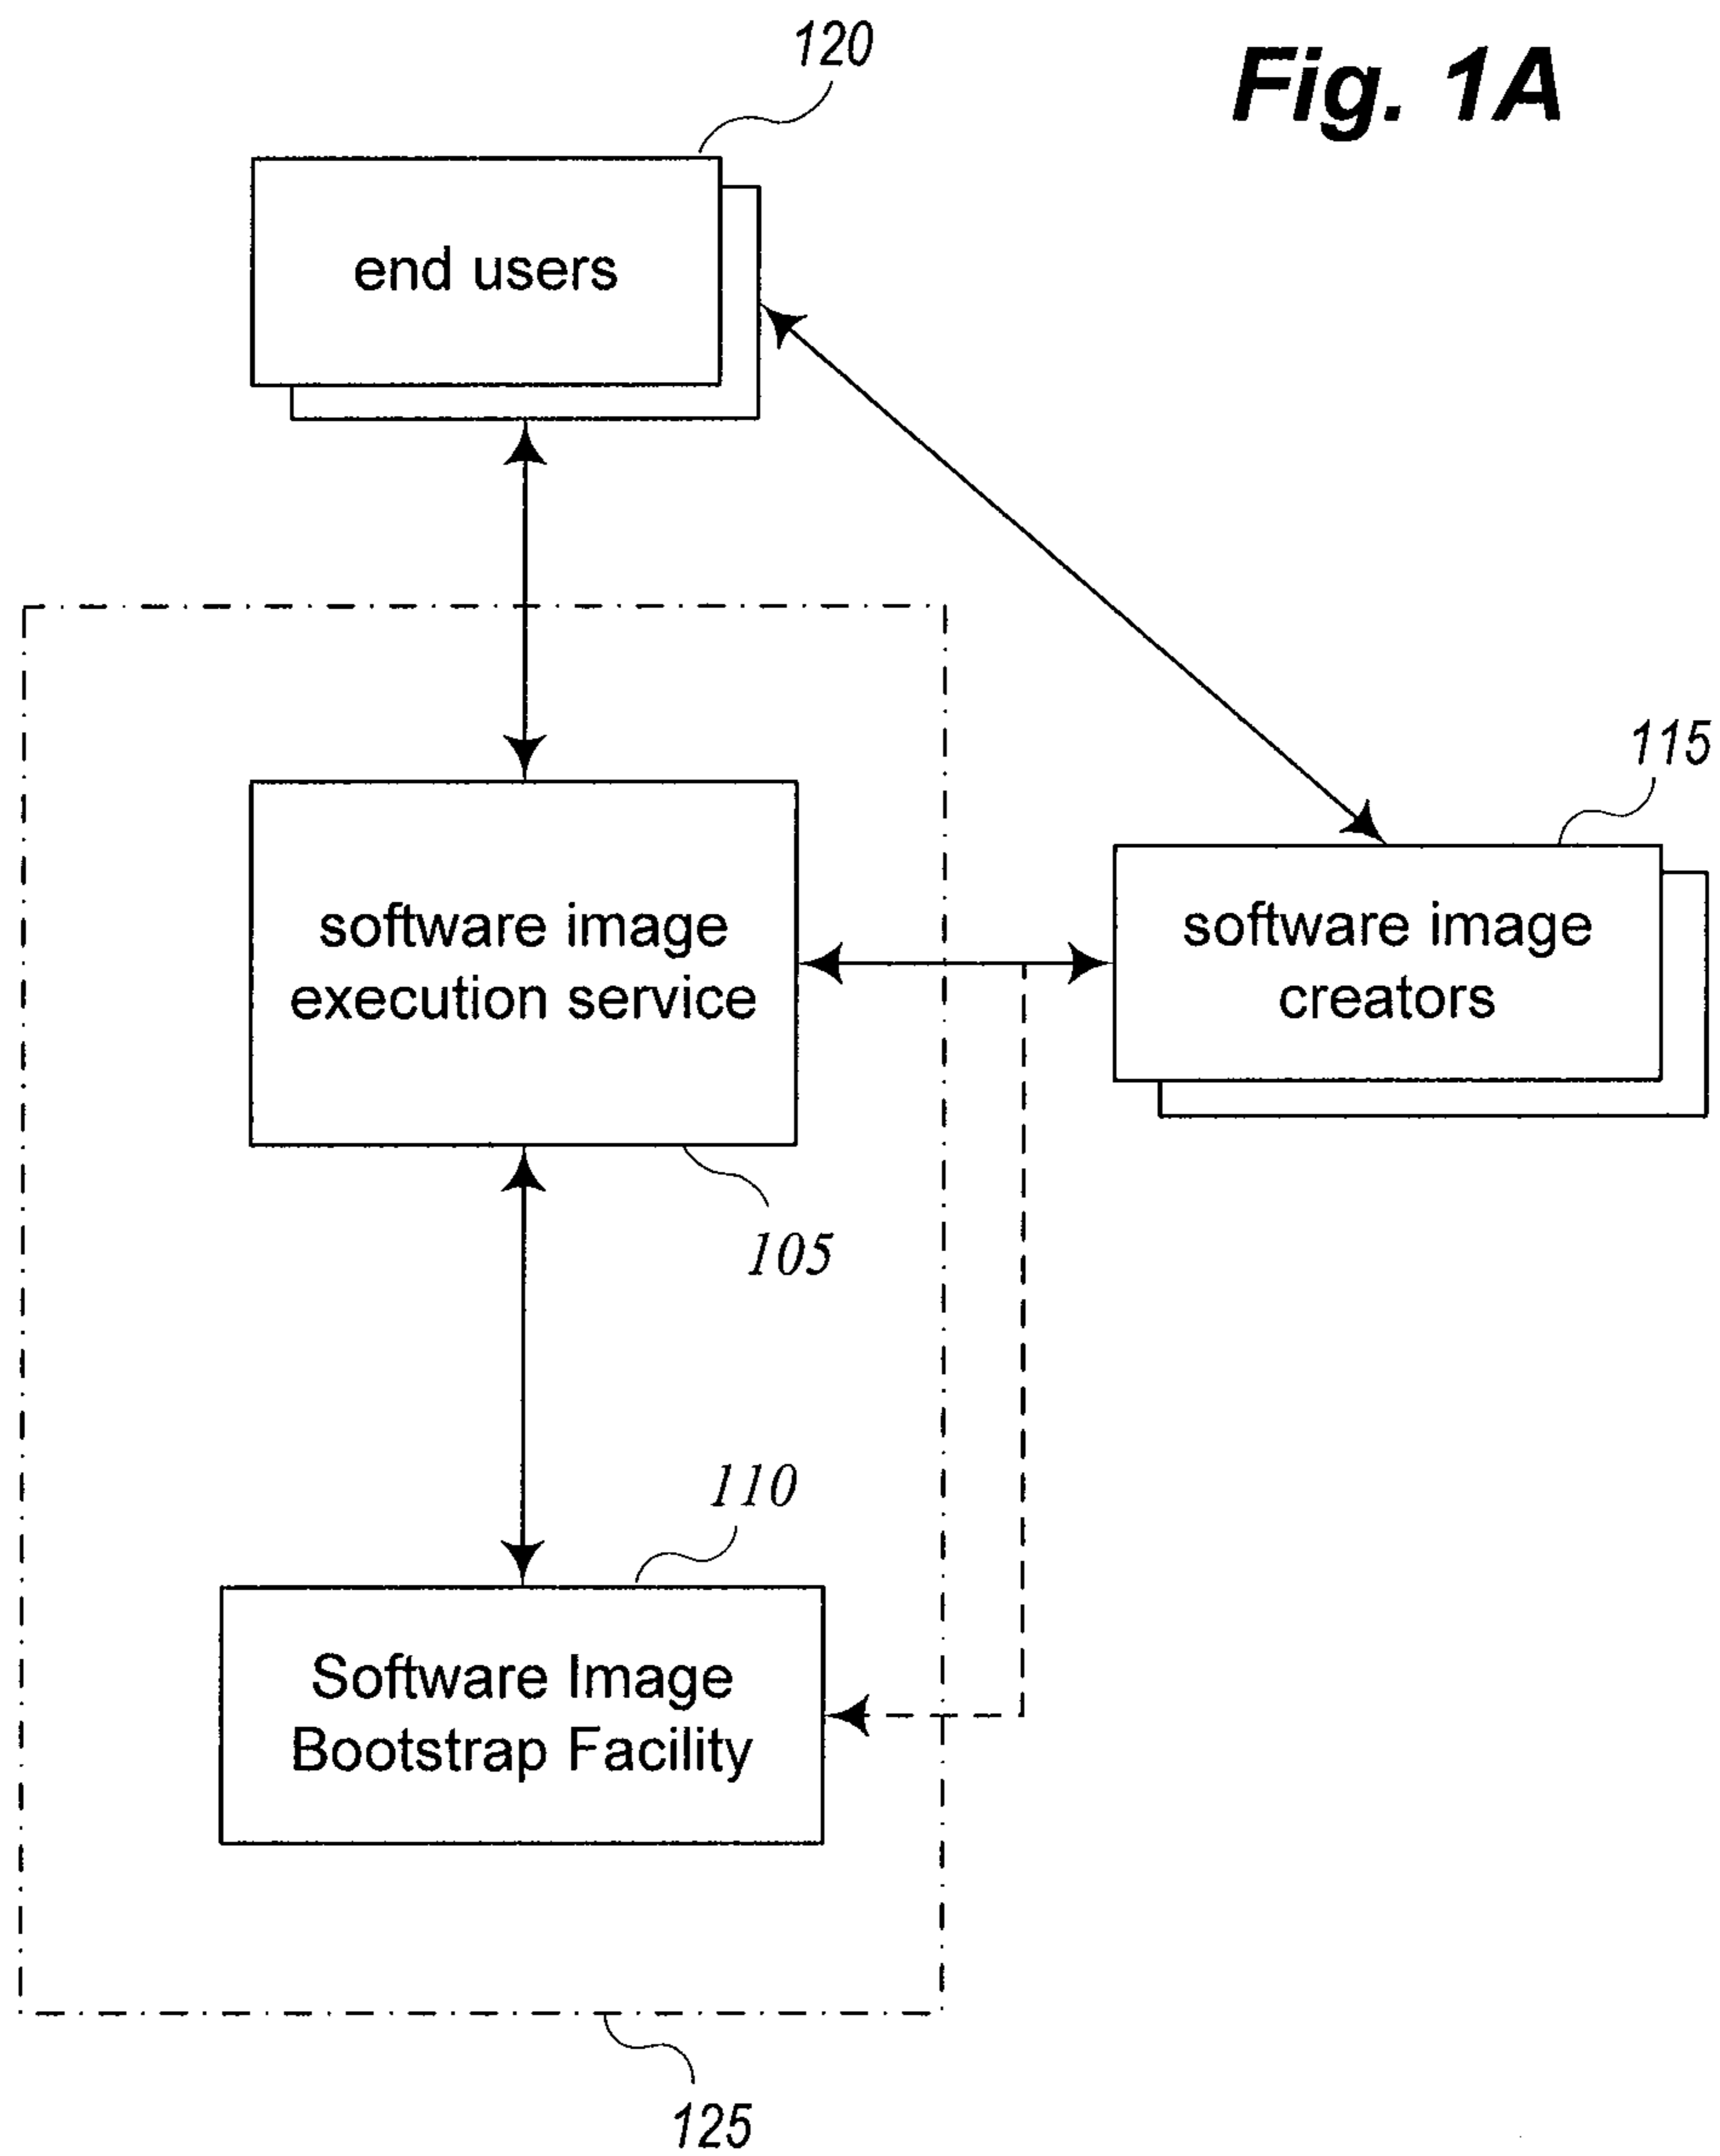 120
Fig. 1A
end users
115
software image
execution service
software image
creators
105
110
Software Image
Bootstrap Facility
125